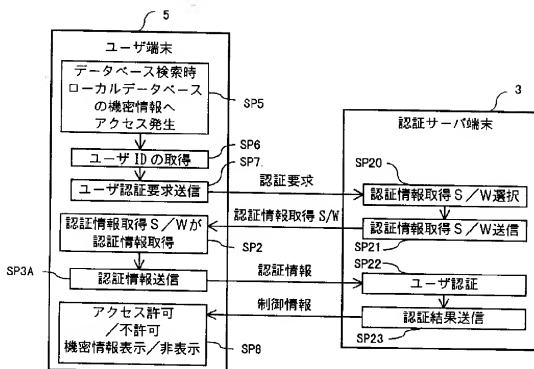 5
ユーザ端末
データベース検索時
ローカルデータベース
の機密情報へ
アクセス発生
SP5
SP6
ユーザIDの取得
SP7
ユーザ認証要求送信
認証要求
認証情報取得S/W
認証情報取得S/Wが
認証情報取得
SP2
SP3A
認証情報送信
認証情報
制御情報
アクセス許可
/不許可
機密情報表示/非表示
SP8
3
認証サーバ端末
SP20
認証情報取得S/W選択
認証情報取得S/W送信
SP21
SP22
ユーザ認証
認証結果送信
SP23